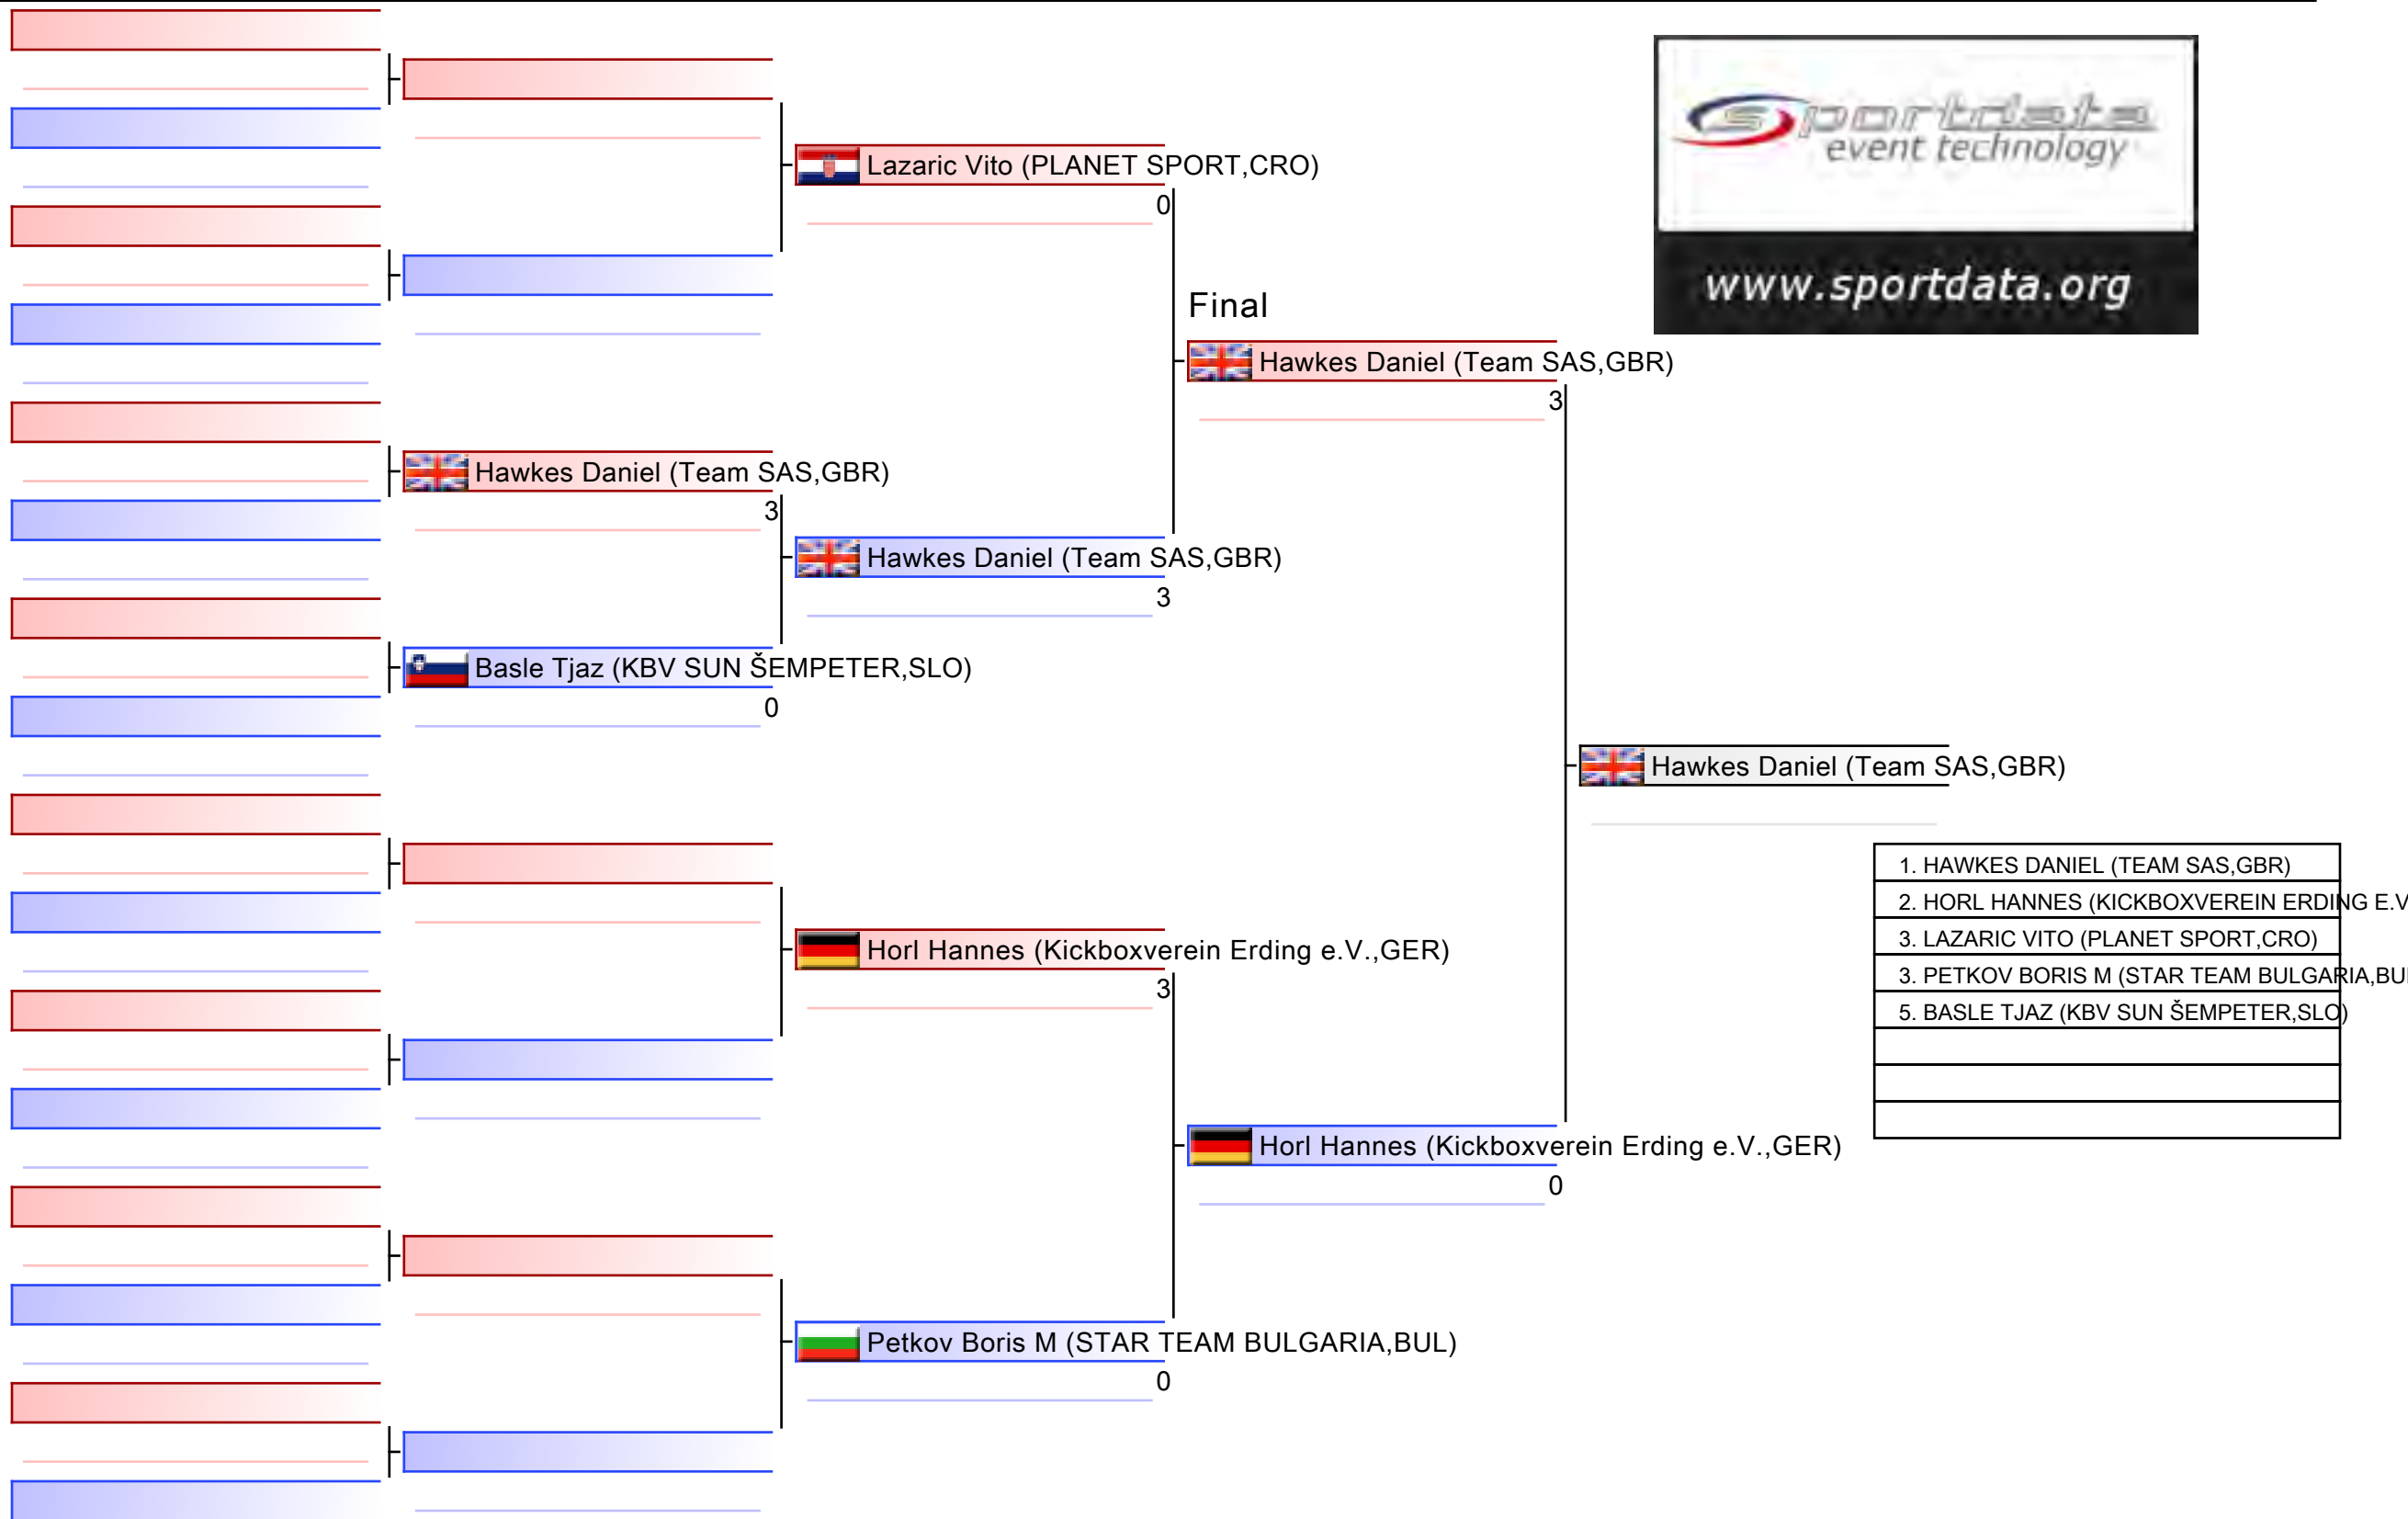 sportdata
event technology
www.sportdata.org
Lazaric Vito (PLANET SPORT,CRO)
0
Final
Hawkes Daniel (Team SAS,GBR)
3
Hawkes Daniel (Team SAS,GBR)
3
Hawkes Daniel (Team SAS,GBR)
3
Basle Tjaz (KBV SUN ŠEMPETER,SLO)
0
Hawkes Daniel (Team SAS,GBR)
1. HAWKES DANIEL (TEAM SAS,GBR)
2. HORL HANNES (KICKBOXVEREIN ERDING E.V
3. LAZARIC VITO (PLANET SPORT,CRO)
3. PETKOV BORIS M (STAR TEAM BULGARIA,BU
5. BASLE TJAZ (KBV SUN ŠEMPETER,SLO)
Horl Hannes (Kickboxverein Erding e.V.,GER)
3
Horl Hannes (Kickboxverein Erding e.V.,GER)
0
Petkov Boris M (STAR TEAM BULGARIA,BUL)
0